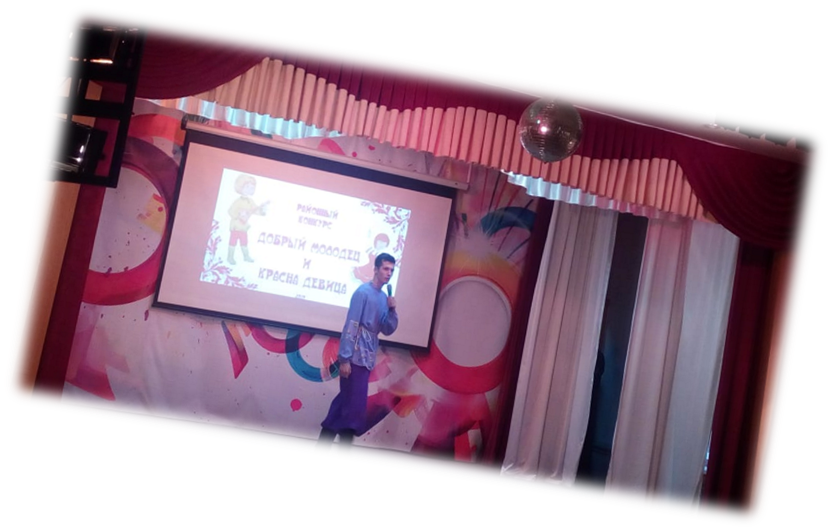 РАЙОННЫЙ
КОНКУРС
ДОБРЫЙ МОЛОДЕЦ
И
КРАСНА ДЕВИЦА